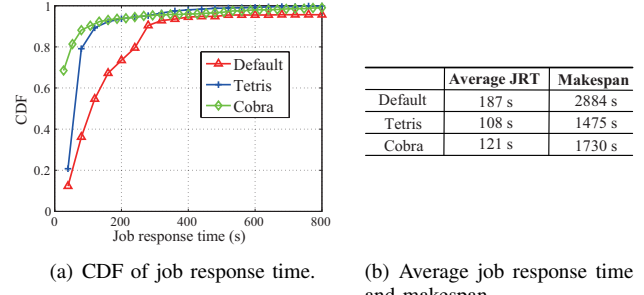 1
0.8
0.6
0.4
0.2
0
CDF
0 200 400 600 800
Job response time (s)
Default
Tetris
Cobra
(a) CDF of job response time.
Average JRT Makespan
Default 187 s 2884 s
Tetris 108 s 1475 s
Cobra 121 s 1730 s
(b) Average job response time
and makespan